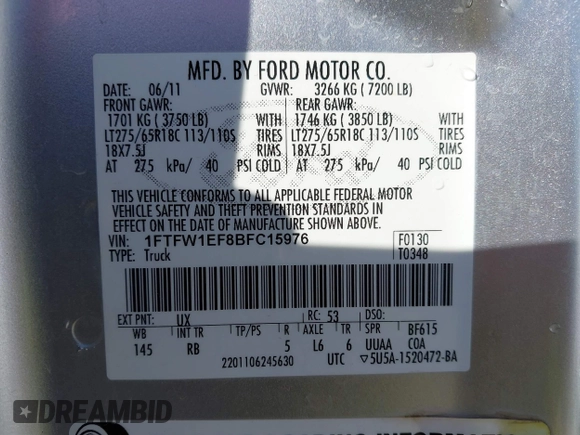 MFD. BY FORD MOTOR CO.
DATE: 06/11 GVWR: 3266 KG ( 7200 LB)
FRONT GAWR: REAR GAWR:
1701 KG ( 3750 LB) WITH 1746 KG ( 3850 LB) WITH
LT275/65R18C 113/110S TIRES LT275/65R18C 113/110S TIRES
18X7.5J RIMS 18X7.5J RIMS
AT 275 kPa/ 40 PSI COLD AT 275 kPa/ 40 PSI COLD
THIS VEHICLE CONFORMS TO ALL APPLICABLE FEDERAL MOTOR
VEHICLE SAFETY AND THEFT PREVENTION STANDARDS IN
EFFECT ON THE DATE OF MANUFACTURE SHOWN ABOVE.
VIN: 1FTFW1EF8BFC15976 F0130
TYPE: Truck T0348
EXT PNT: UX RC: 53 DSO:
WB INT TR TP/PS R AXLE TR SPR BF615
145 RB 5 L6 6 UUAA COA
2201106245630 UTC ▽5U5A-1520472-BA
DREAMBID